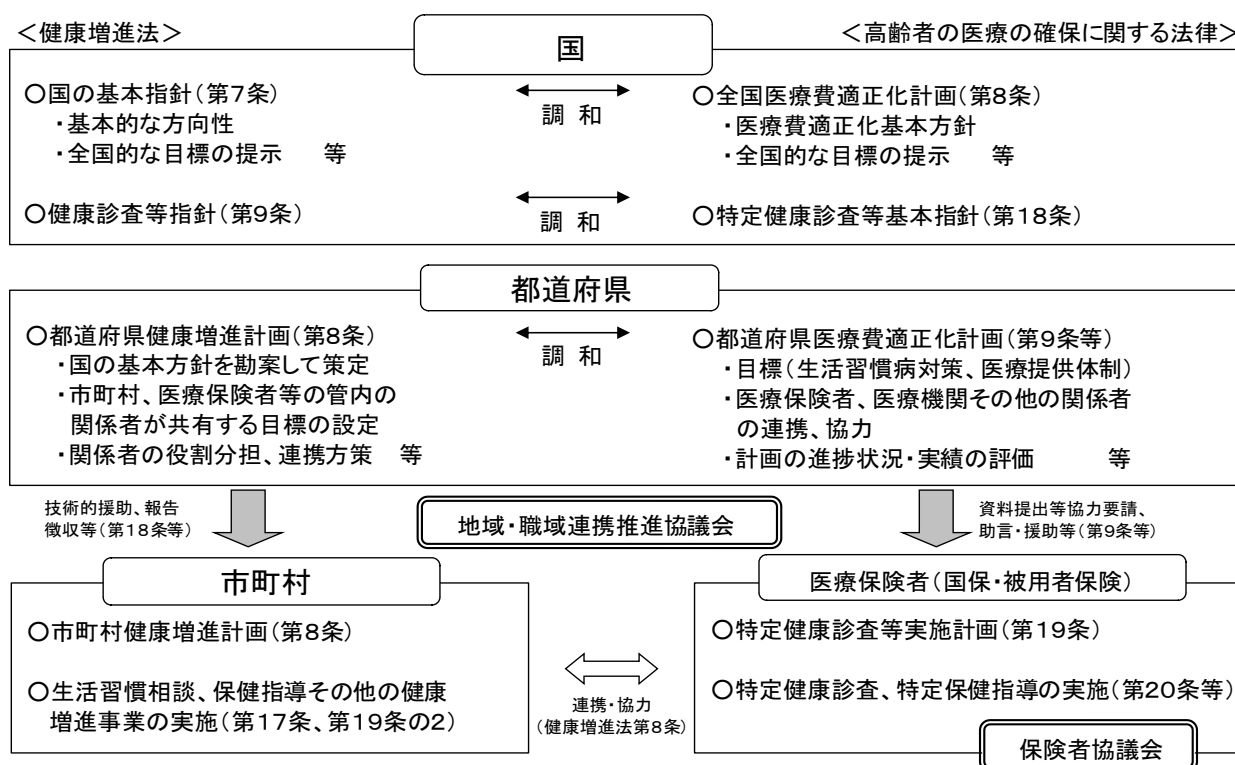 <健康増進法>
国
<高齢者の医療の確保に関する法律>
○国の基本指針(第7条)
・基本的な方向性
・全国的な目標の提示 等
調 和
○全国医療費適正化計画(第8条)
・医療費適正化基本方針
・全国的な目標の提示 等
○健康診査等指針(第9条)
調 和
○特定健康診査等基本指針(第18条)
都道府県
○都道府県健康増進計画(第8条)
・国の基本方針を勘案して策定
・市町村、医療保険者等の管内の
関係者が共有する目標の設定
・関係者の役割分担、連携方策 等
調 和
○都道府県医療費適正化計画(第9条等)
・目標(生活習慣病対策、医療提供体制)
・医療保険者、医療機関その他の関係者
の連携、協力
・計画の進捗状況・実績の評価 等
技術的援助、報告
徴収等(第18条等)
地域・職域連携推進協議会
資料提出等協力要請、
助言・援助等(第9条等)
市町村
○市町村健康増進計画(第8条)
○生活習慣相談、保健指導その他の健康
増進事業の実施(第17条、第19条の2)
連携・協力
(健康増進法第8条)
医療保険者(国保・被用者保険)
○特定健康診査等実施計画(第19条)
○特定健康診査、特定保健指導の実施(第20条等)
保険者協議会